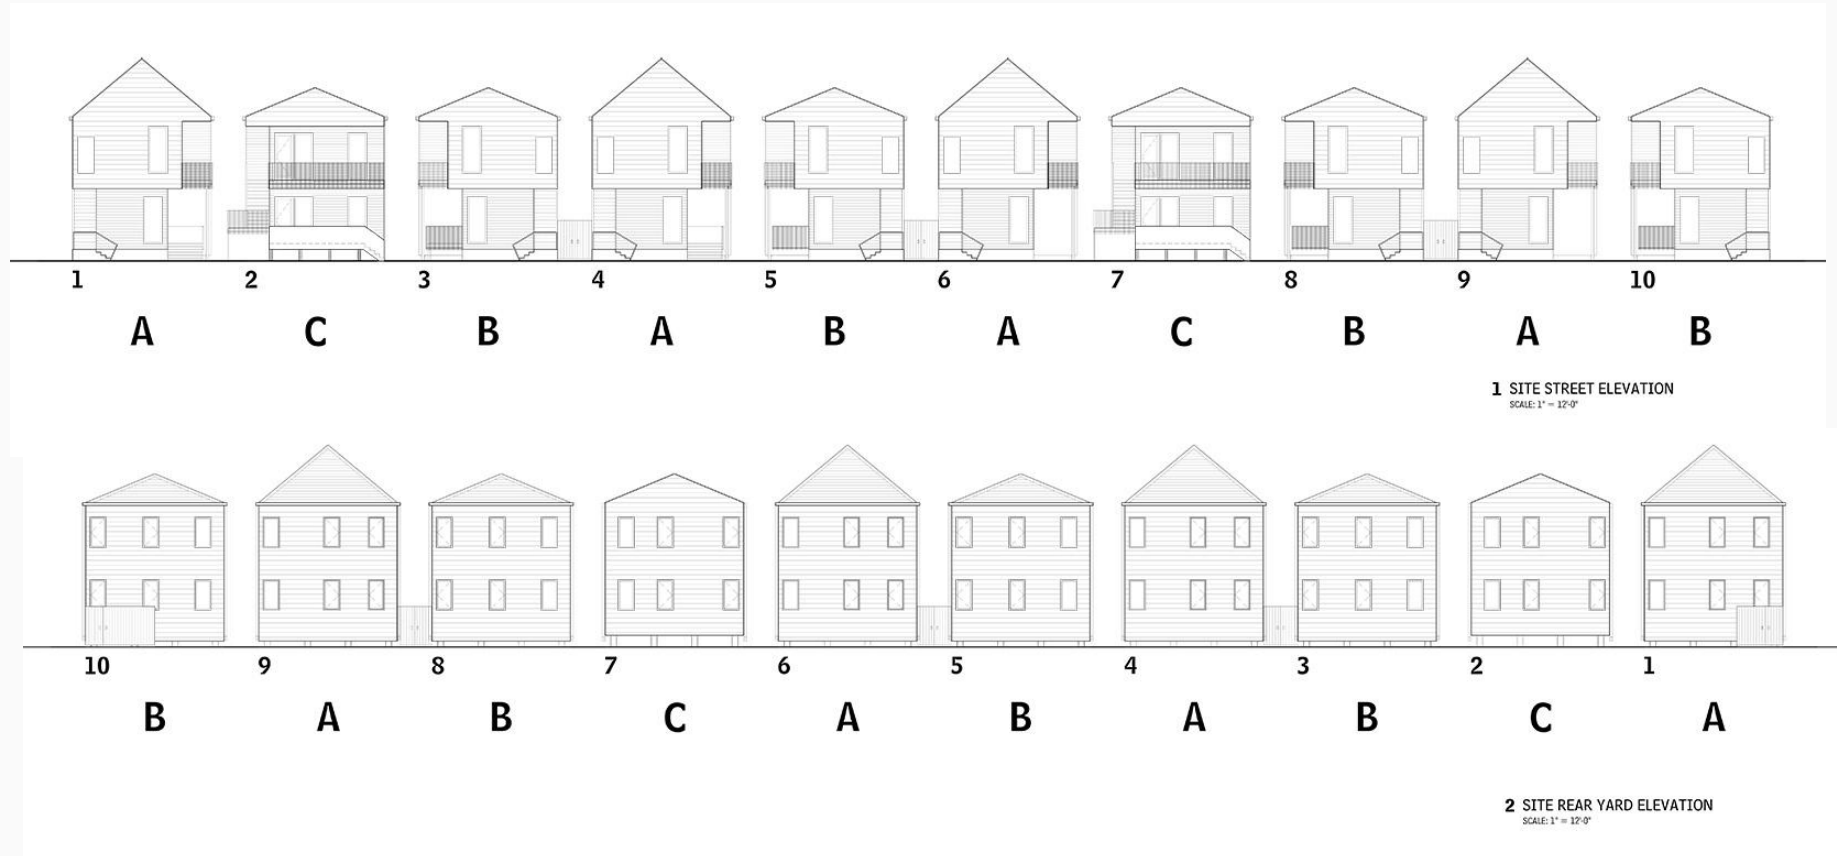 1 2 3 4 5 6 7 8 9 10
A C B A B A C B A B
1 SITE STREET ELEVATION
SCALE: 1" = 12'-0"
10 9 8 7 6 5 4 3 2 1
B A B C A B A B C A
2 SITE REAR YARD ELEVATION
SCALE: 1" = 12'-0"